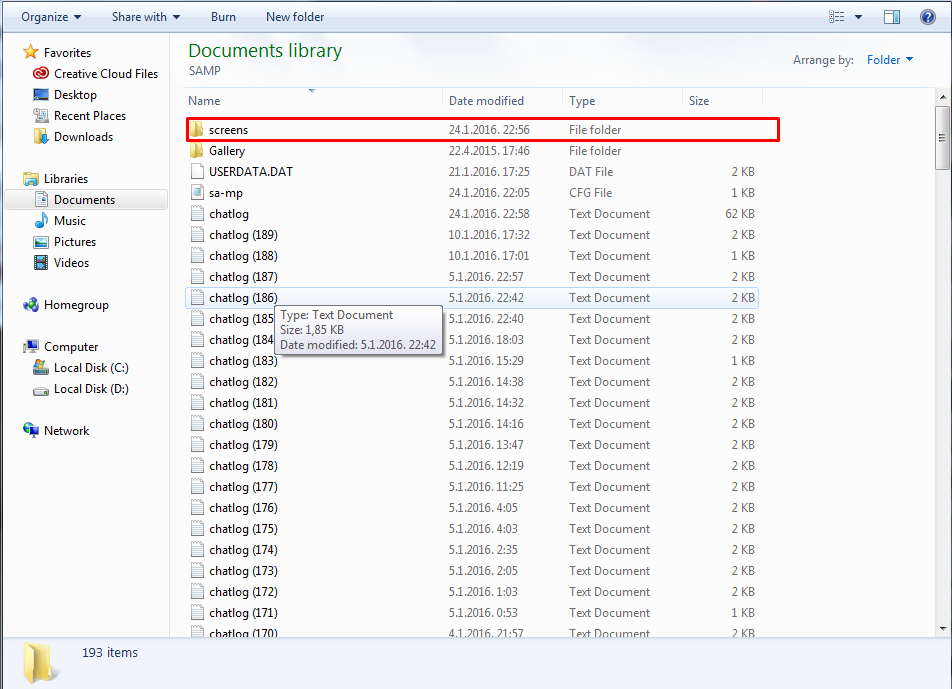 Organize Share with Burn New folder
Favorites
Creative Cloud Files
Desktop
Recent Places
Downloads
Libraries
Documents
Music
Pictures
Videos
Homegroup
Computer
Local Disk (C:)
Local Disk (D:)
Network
Documents library
SAMP
Arrange by: Folder
Name Date modified Type Size
screens 24.1.2016. 22:56 File folder
Gallery 22.4.2015. 17:46 File folder
USERDATA.DAT 21.1.2016. 17:25 DAT File 2 KB
sa-mp 24.1.2016. 22:05 CFG File 1 KB
chatlog 24.1.2016. 22:58 Text Document 62 KB
chatlog (189) 10.1.2016. 17:32 Text Document 2 KB
chatlog (188) 10.1.2016. 17:01 Text Document 1 KB
chatlog (187) 5.1.2016. 22:57 Text Document 2 KB
chatlog (186) 5.1.2016. 22:42 Text Document 2 KB
chatlog (185 5.1.2016. 22:40 Text Document 2 KB
chatlog (184 5.1.2016. 18:03 Text Document 2 KB
chatlog (183) 5.1.2016. 15:29 Text Document 1 KB
chatlog (182) 5.1.2016. 14:38 Text Document 2 KB
chatlog (181) 5.1.2016. 14:32 Text Document 2 KB
chatlog (180) 5.1.2016. 14:16 Text Document 2 KB
chatlog (179) 5.1.2016. 13:47 Text Document 2 KB
chatlog (178) 5.1.2016. 12:19 Text Document 2 KB
chatlog (177) 5.1.2016. 11:25 Text Document 2 KB
chatlog (176) 5.1.2016. 4:05 Text Document 2 KB
chatlog (175) 5.1.2016. 4:03 Text Document 2 KB
chatlog (174) 5.1.2016. 2:35 Text Document 2 KB
chatlog (173) 5.1.2016. 2:05 Text Document 2 KB
chatlog (172) 5.1.2016. 1:03 Text Document 2 KB
chatlog (171) 5.1.2016. 0:53 Text Document 1 KB
chatlog (170) 4.1.2016. 21:57 Text Document 2 KB
Type: Text Document
Size: 1,85 KB
Date modified: 5.1.2016. 22:42
193 items